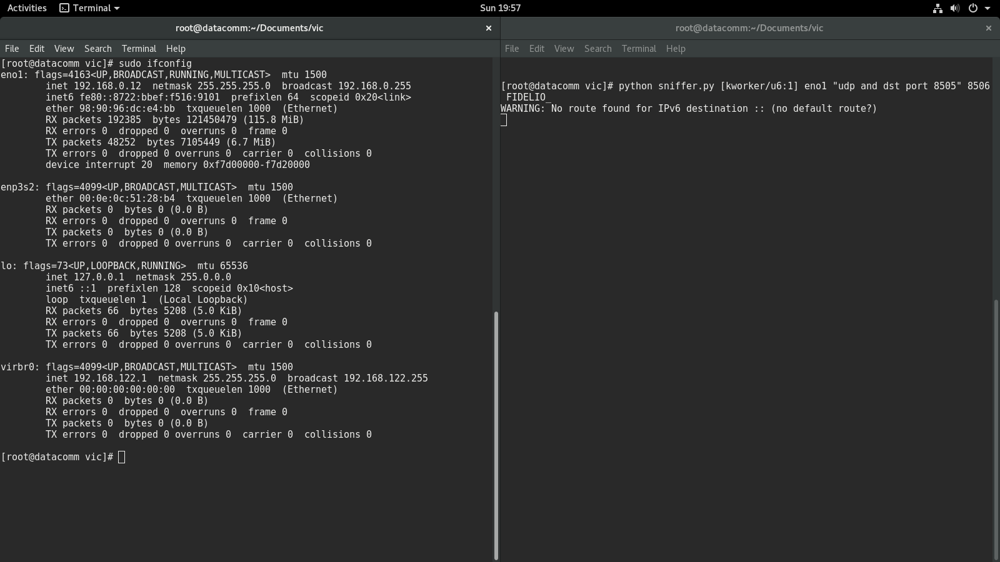 Activities Terminal Sun 19:57
root@datacomm:~/Documents/vic
File Edit View Search Terminal Help
[root@datacomm vic]# sudo ifconfig
eno1: flags=4163<UP,BROADCAST,RUNNING,MULTICAST>  mtu 1500
        inet 192.168.0.12  netmask 255.255.255.0  broadcast 192.168.0.255
        inet6 fe80::8722:bbef:f516:9101  prefixlen 64  scopeid 0x20<link>
        ether 98:90:96:dc:e4:bb  txqueuelen 1000  (Ethernet)
        RX packets 192385  bytes 121450479 (115.8 MiB)
        RX errors 0  dropped 0  overruns 0  frame 0
        TX packets 48252  bytes 7105449 (6.7 MiB)
        TX errors 0  dropped 0 overruns 0  carrier 0  collisions 0
        device interrupt 20  memory 0xf7d00000-f7d20000
enp3s2: flags=4099<UP,BROADCAST,MULTICAST>  mtu 1500
        ether 00:0e:0c:51:28:b4  txqueuelen 1000  (Ethernet)
        RX packets 0  bytes 0 (0.0 B)
        RX errors 0  dropped 0  overruns 0  frame 0
        TX packets 0  bytes 0 (0.0 B)
        TX errors 0  dropped 0 overruns 0  carrier 0  collisions 0
lo: flags=73<UP,LOOPBACK,RUNNING>  mtu 65536
        inet 127.0.0.1  netmask 255.0.0.0
        inet6 ::1  prefixlen 128  scopeid 0x10<host>
        loop  txqueuelen 1  (Local Loopback)
        RX packets 66  bytes 5208 (5.0 KiB)
        RX errors 0  dropped 0  overruns 0  frame 0
        TX packets 66  bytes 5208 (5.0 KiB)
        TX errors 0  dropped 0 overruns 0  carrier 0  collisions 0
virbr0: flags=4099<UP,BROADCAST,MULTICAST>  mtu 1500
        inet 192.168.122.1  netmask 255.255.255.0  broadcast 192.168.122.255
        ether 00:00:00:00:00:00  txqueuelen 1000  (Ethernet)
        RX packets 0  bytes 0 (0.0 B)
        RX errors 0  dropped 0  overruns 0  frame 0
        TX packets 0  bytes 0 (0.0 B)
        TX errors 0  dropped 0 overruns 0  carrier 0  collisions 0
[root@datacomm vic]#
root@datacomm:~/Documents/vic
File Edit View Search Terminal Help
[root@datacomm vic]# python sniffer.py [kworker/u6:1] eno1 "udp and dst port 8505" 8506
 FIDELIO_
WARNING: No route found for IPv6 destination :: (no default route?)